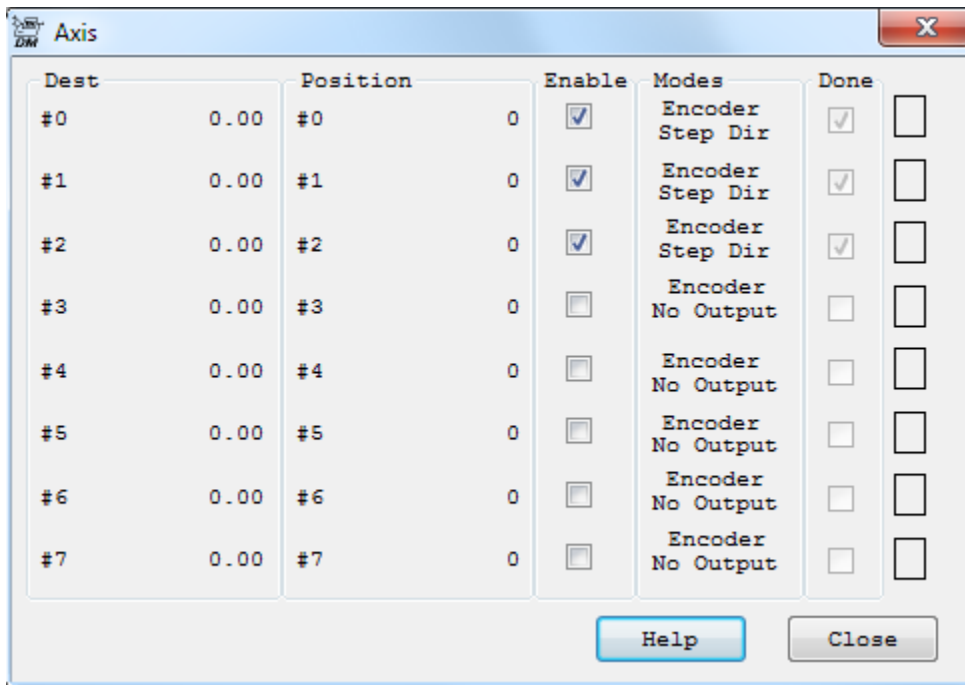 DM Axis
Dest Position Enable Modes Done
#0 0.00 #0 0 Encoder
Step Dir
#1 0.00 #1 0 Encoder
Step Dir
#2 0.00 #2 0 Encoder
Step Dir
#3 0.00 #3 0 Encoder
No Output
#4 0.00 #4 0 Encoder
No Output
#5 0.00 #5 0 Encoder
No Output
#6 0.00 #6 0 Encoder
No Output
#7 0.00 #7 0 Encoder
No Output
Help Close